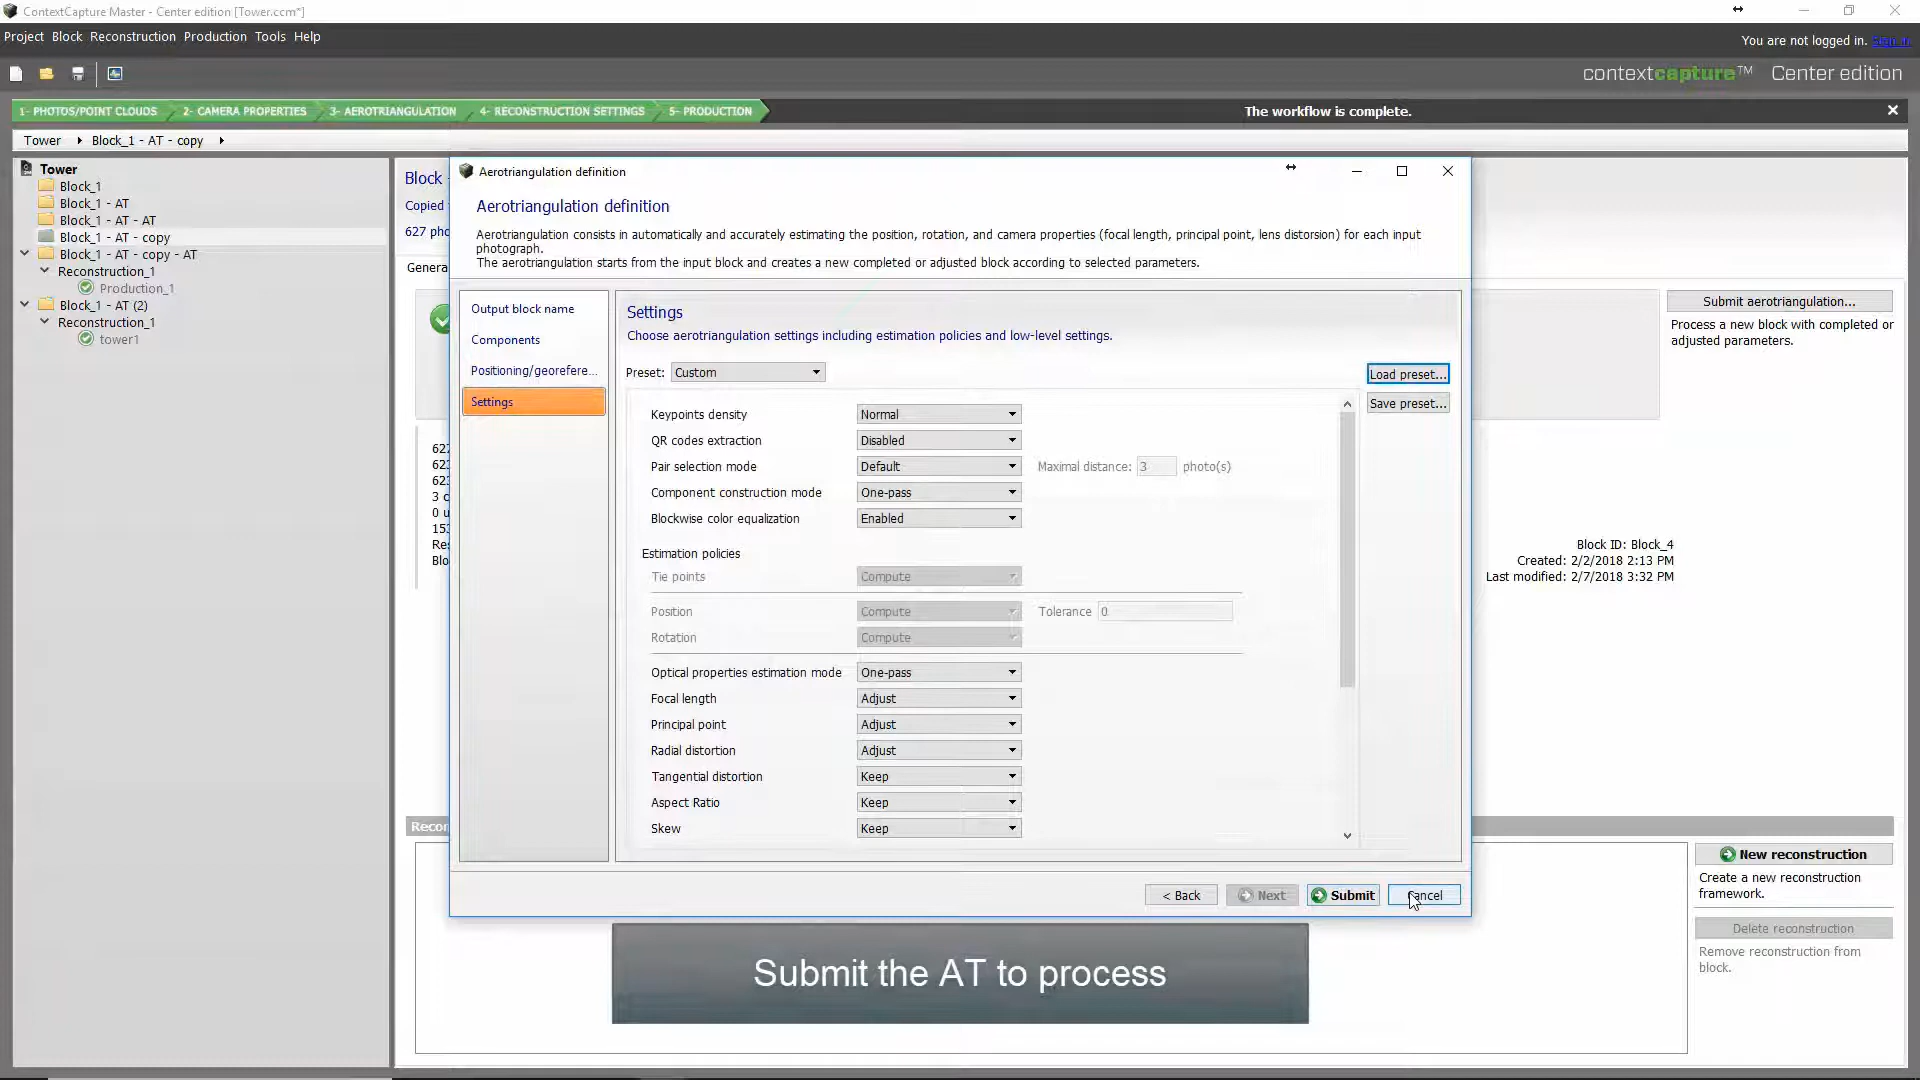 ContextCapture Master - Center edition [Tower.ccm*]
Project Block Reconstruction Production Tools Help
You are not logged in. Sign in
contextcapture™ Center edition
1- PHOTOS/POINT CLOUDS 2- CAMERA PROPERTIES 3- AEROTRIANGULATION 4- RECONSTRUCTION SETTINGS 5- PRODUCTION
The workflow is complete.
Tower Block_1 - AT - copy
Tower
Block_1
Block_1 - AT
Block_1 - AT - AT
Block_1 - AT - copy
Block_1 - AT - copy - AT
Reconstruction_1
Production_1
Block_1 - AT (2)
Reconstruction_1
tower1
Block
Copied
627 pho
Genera
Aerotriangulation definition
Aerotriangulation definition
Aerotriangulation consists in automatically and accurately estimating the position, rotation, and camera properties (focal length, principal point, lens distorsion) for each input
photograph.
The aerotriangulation starts from the input block and creates a new completed or adjusted block according to selected parameters.
Output block name
Components
Positioning/georefere...
Settings
Settings
Choose aerotriangulation settings including estimation policies and low-level settings.
Preset: Custom
Load preset...
Save preset...
Keypoints density Normal
QR codes extraction Disabled
Pair selection mode Default Maximal distance: 3 photo(s)
Component construction mode One-pass
Blockwise color equalization Enabled
Estimation policies
Tie points Compute
Position Compute Tolerance 0
Rotation Compute
Optical properties estimation mode One-pass
Focal length Adjust
Principal point Adjust
Radial distortion Adjust
Tangential distortion Keep
Aspect Ratio Keep
Skew Keep
< Back Next Submit Cancel
Submit aerotriangulation...
Process a new block with completed or
adjusted parameters.
Block ID: Block_4
Created: 2/2/2018 2:13 PM
Last modified: 2/7/2018 3:32 PM
Recon
New reconstruction
Create a new reconstruction
framework.
Delete reconstruction
Remove reconstruction from
block.
Submit the AT to process